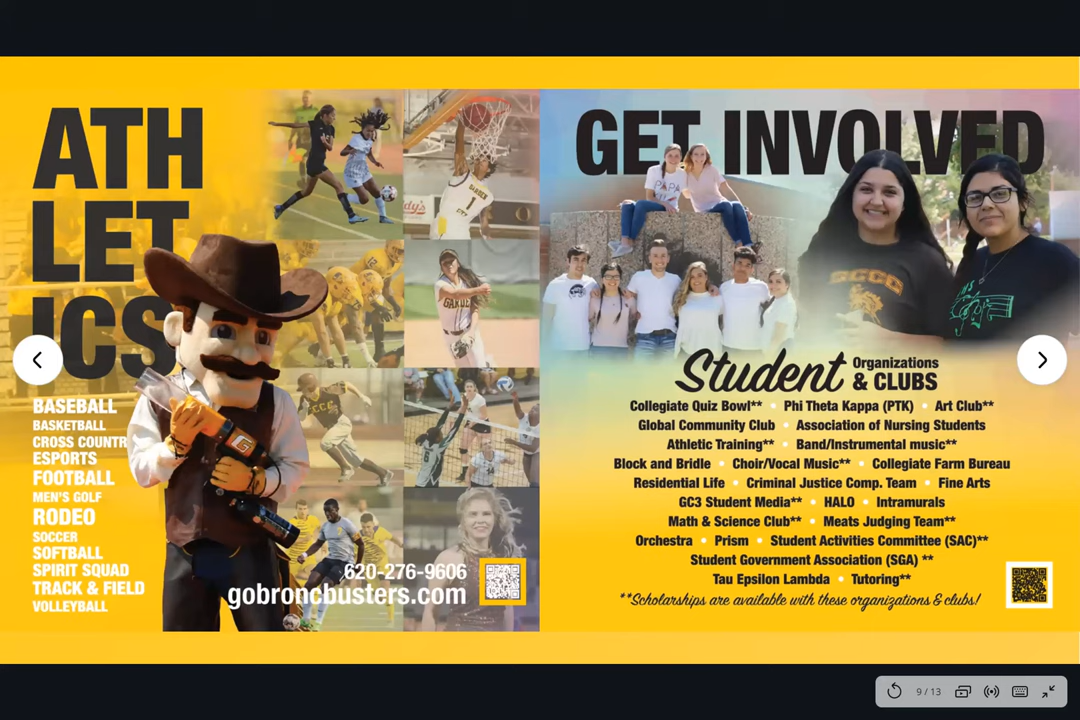 ATH
LET
ICS
BASEBALL
BASKETBALL
CROSS COUNTR
ESPORTS
FOOTBALL
MEN'S GOLF
RODEO
SOCCER
SOFTBALL
SPIRIT SQUAD
TRACK & FIELD
VOLLEYBALL
620-276-9606
gobroncbusters.com
GET INVOLVED
PAPA
GCCC
Student Organizations
& CLUBS
Collegiate Quiz Bowl** • Phi Theta Kappa (PTK) • Art Club**
Global Community Club • Association of Nursing Students
Athletic Training** • Band/Instrumental music**
Block and Bridle • Choir/Vocal Music** • Collegiate Farm Bureau
Residential Life • Criminal Justice Comp. Team • Fine Arts
GC3 Student Media** • HALO • Intramurals
Math & Science Club** • Meats Judging Team**
Orchestra • Prism • Student Activities Committee (SAC)**
Student Government Association (SGA) **
Tau Epsilon Lambda • Tutoring**
**Scholarships are available with these organizations & clubs!
9 / 13